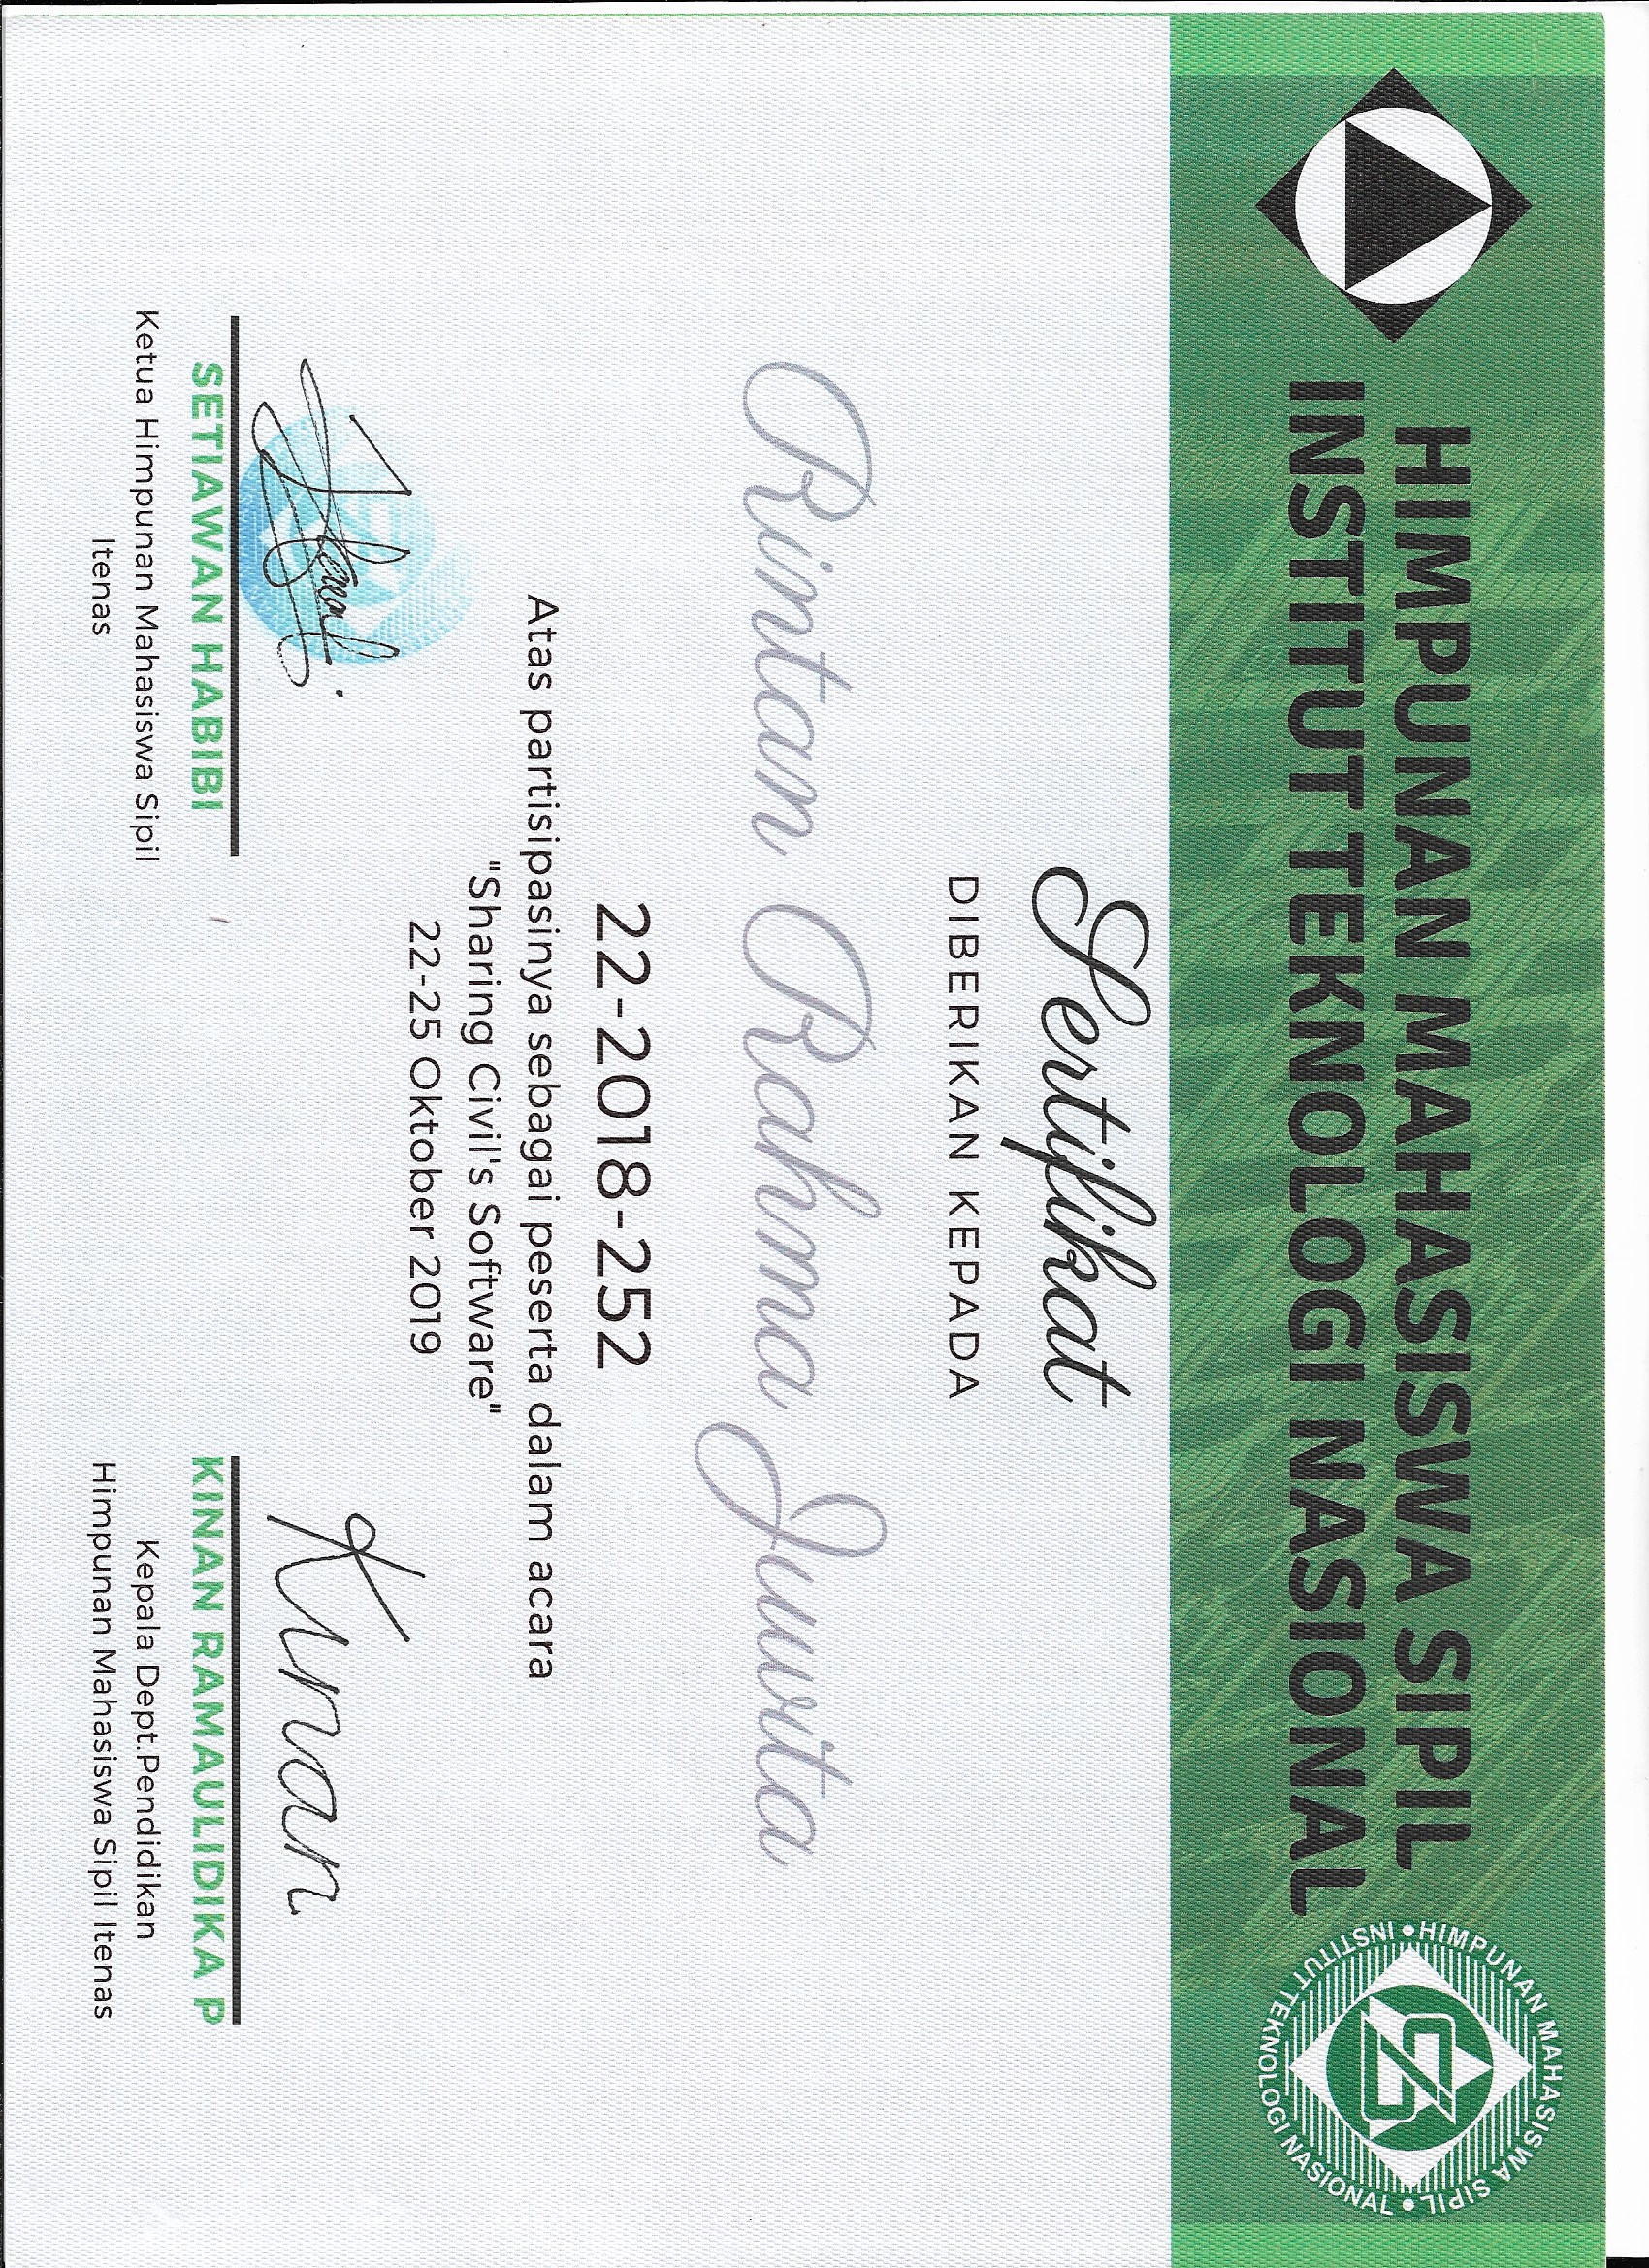 HIMPUNAN MAHASISWA SIPIL
INSTITUT TEKNOLOGI NASIONAL
• HIMPUNAN MAHASISWA SIPIL •
INSTITUT TEKNOLOGI NASIONAL
Sertifikat
DIBERIKAN KEPADA
Rintan Rahma Juwita
22-2018-252
Atas partisipasinya sebagai peserta dalam acara
"Sharing Civil's Software"
22-25 Oktober 2019
Kinan
SETIAWAN HABIBI
KINAN RAMAULIDIKA P
Ketua Himpunan Mahasiswa Sipil
Itenas
Kepala Dept.Pendidikan
Himpunan Mahasiswa Sipil Itenas